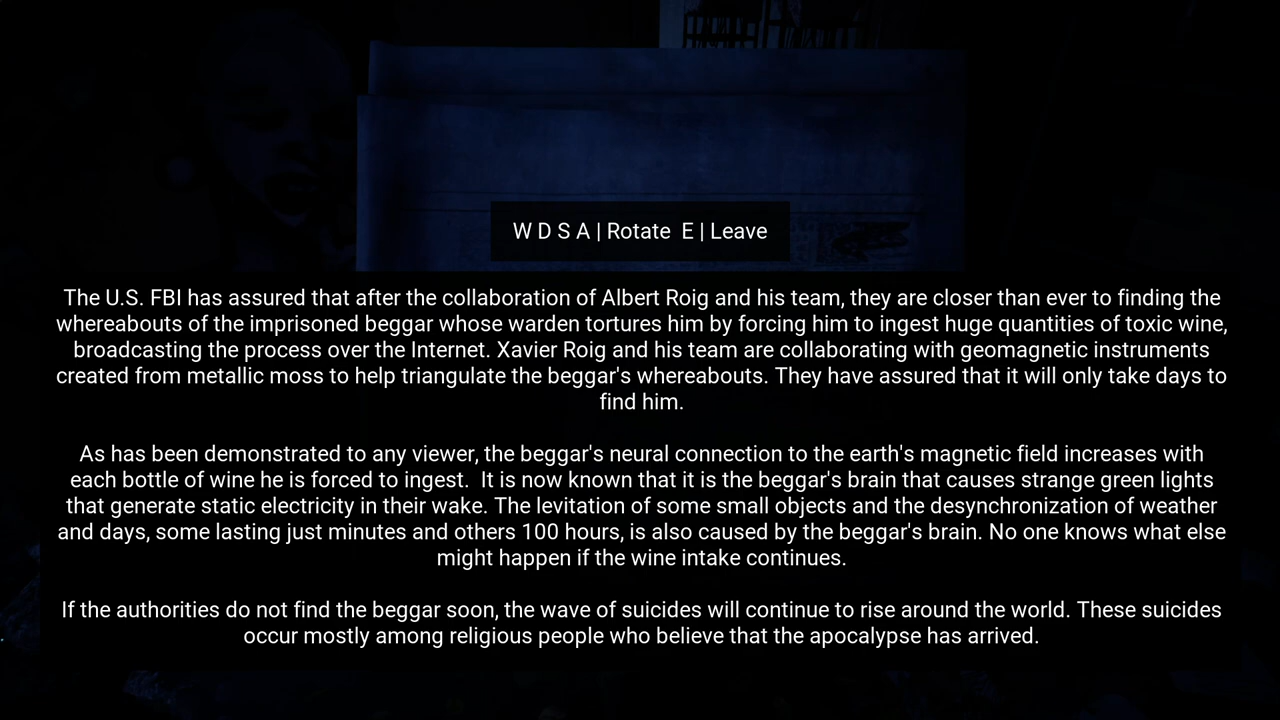 W D S A | Rotate  E | Leave
The U.S. FBI has assured that after the collaboration of Albert Roig and his team, they are closer than ever to finding the
whereabouts of the imprisoned beggar whose warden tortures him by forcing him to ingest huge quantities of toxic wine,
broadcasting the process over the Internet. Xavier Roig and his team are collaborating with geomagnetic instruments
created from metallic moss to help triangulate the beggar's whereabouts. They have assured that it will only take days to
find him.
As has been demonstrated to any viewer, the beggar's neural connection to the earth's magnetic field increases with
each bottle of wine he is forced to ingest.  It is now known that it is the beggar's brain that causes strange green lights
that generate static electricity in their wake. The levitation of some small objects and the desynchronization of weather
and days, some lasting just minutes and others 100 hours, is also caused by the beggar's brain. No one knows what else
might happen if the wine intake continues.
If the authorities do not find the beggar soon, the wave of suicides will continue to rise around the world. These suicides
occur mostly among religious people who believe that the apocalypse has arrived.